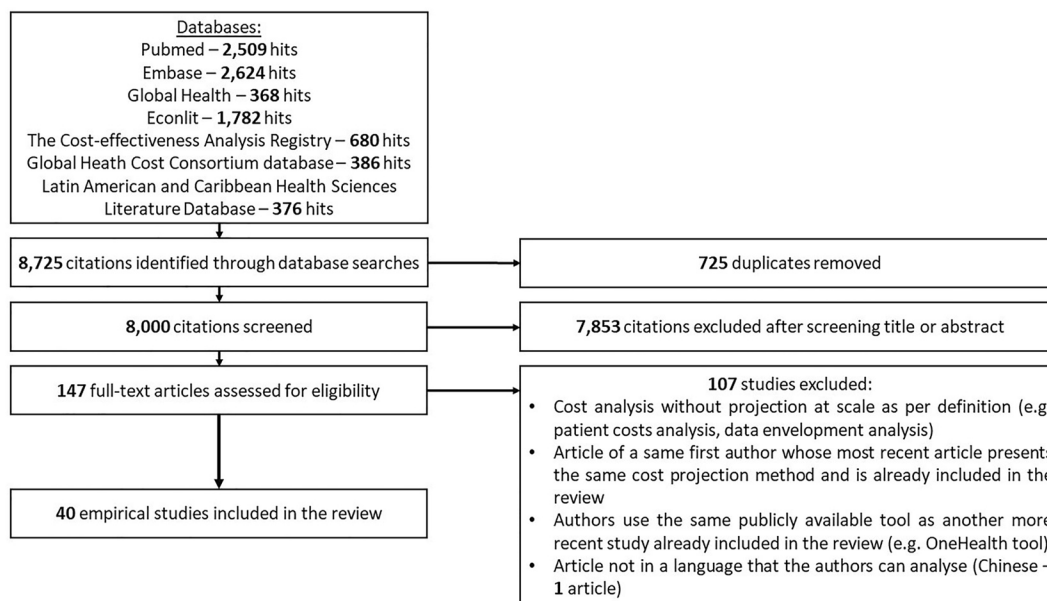 Databases:
Pubmed – 2,509 hits
Embase – 2,624 hits
Global Health – 368 hits
Econlit – 1,782 hits
The Cost-effectiveness Analysis Registry – 680 hits
Global Heath Cost Consortium database – 386 hits
Latin American and Caribbean Health Sciences
Literature Database – 376 hits
8,725 citations identified through database searches
725 duplicates removed
8,000 citations screened
7,853 citations excluded after screening title or abstract
147 full-text articles assessed for eligibility
107 studies excluded:
• Cost analysis without projection at scale as per definition (e.g
patient costs analysis, data envelopment analysis)
• Article of a same first author whose most recent article presents
the same cost projection method and is already included in the
review
• Authors use the same publicly available tool as another more
recent study already included in the review (e.g. OneHealth tool)
• Article not in a language that the authors can analyse (Chinese -
1 article)
40 empirical studies included in the review